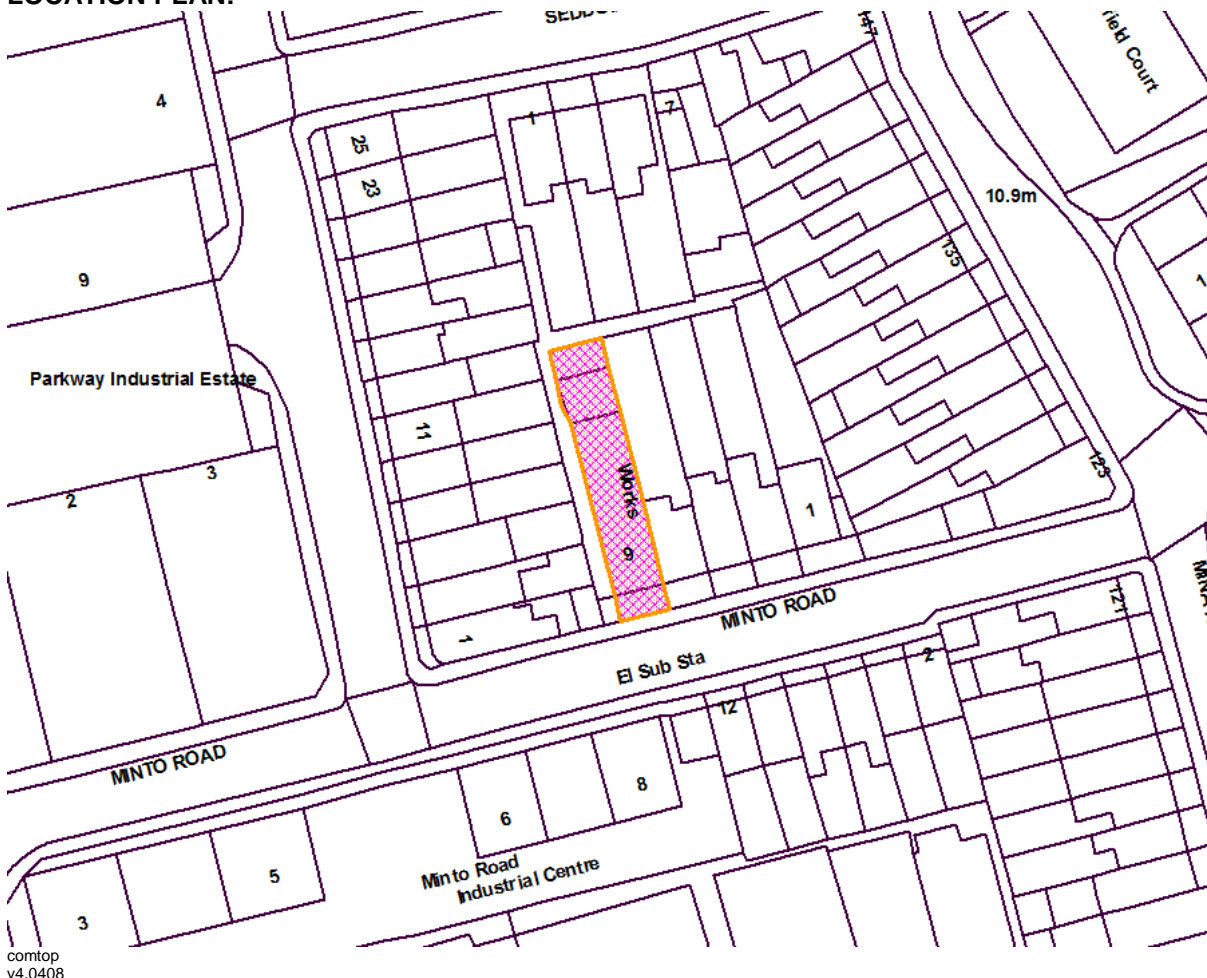 LOCATION PLAN:
147
4
1
7
25
23
10.9m
135
9
1
Parkway Industrial Estate
11
3
2
Works
123
1
9
MINTO ROAD
121
El Sub Sta
2
1
12
MINTO ROAD
8
6
Minto Road
Industrial Centre
5
3
comtop
v4.0408